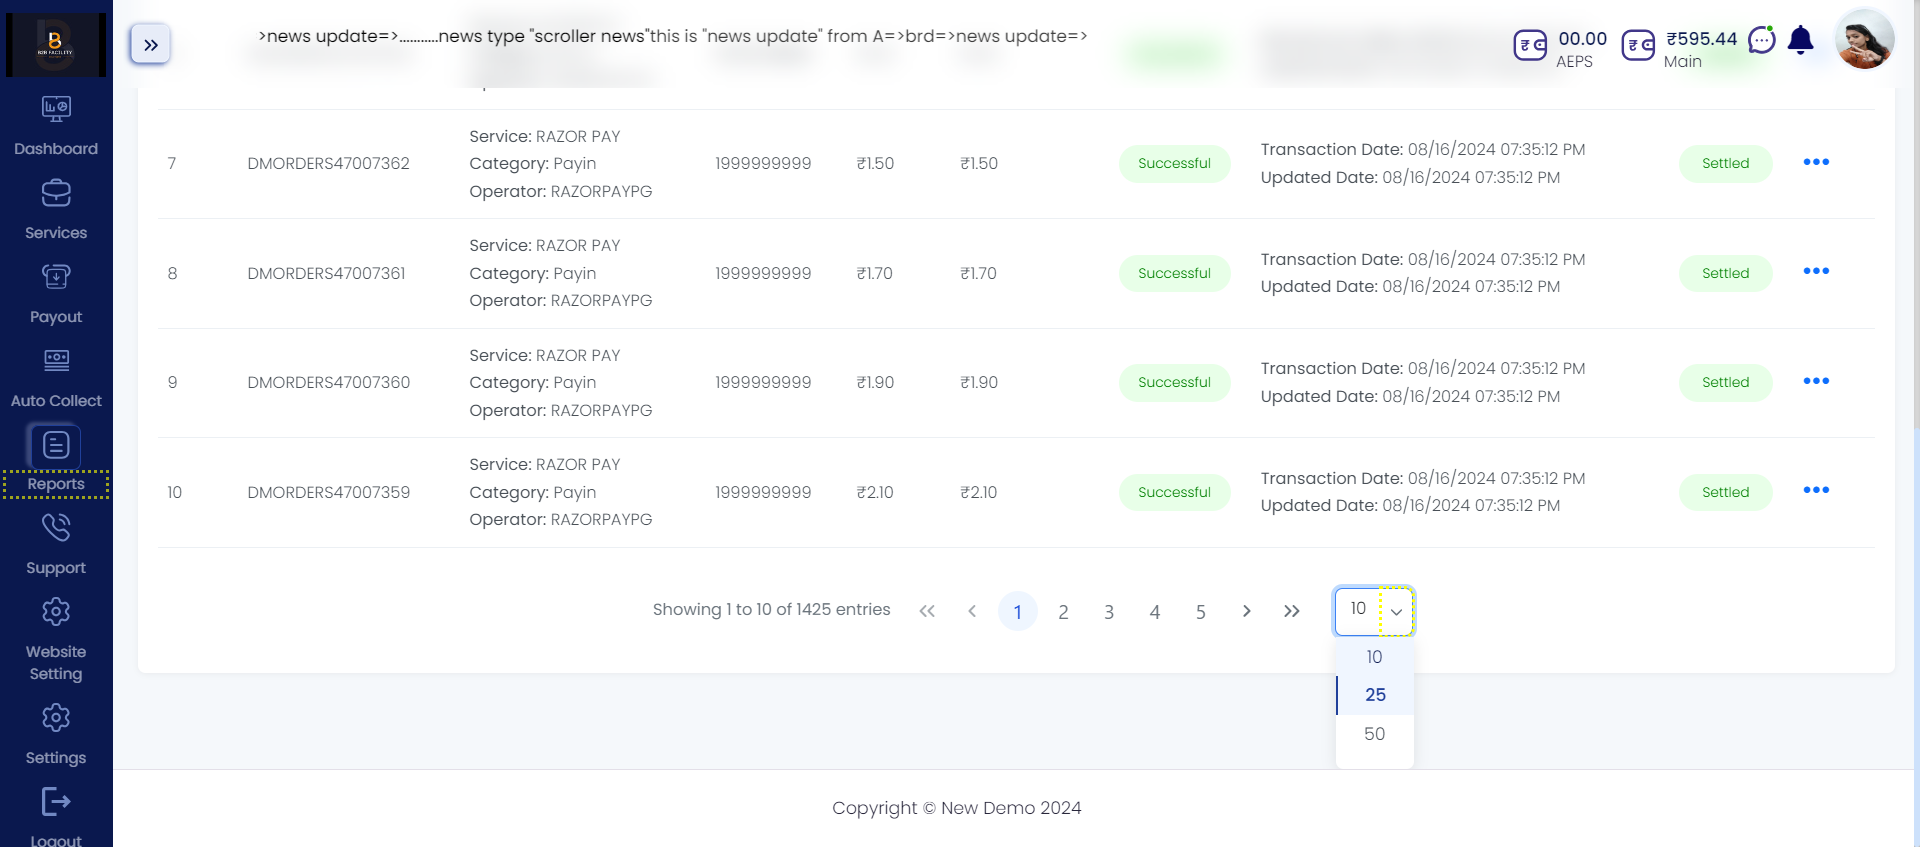 B2B FACILITY
>news update=>...........news type "scroller news"this is "news update" from A=>brd=>news update=>
00.00
AEPS
₹595.44
Main
Dashboard
Services
Payout
Auto Collect
Reports
Support
Website
Setting
Settings
Logout
7 DMORDERS47007362 Service: RAZOR PAY
Category: Payin
Operator: RAZORPAYPG
1999999999 ₹1.50 ₹1.50 Successful
Transaction Date: 08/16/2024 07:35:12 PM
Updated Date: 08/16/2024 07:35:12 PM
Settled
8 DMORDERS47007361 Service: RAZOR PAY
Category: Payin
Operator: RAZORPAYPG
1999999999 ₹1.70 ₹1.70 Successful
Transaction Date: 08/16/2024 07:35:12 PM
Updated Date: 08/16/2024 07:35:12 PM
Settled
9 DMORDERS47007360 Service: RAZOR PAY
Category: Payin
Operator: RAZORPAYPG
1999999999 ₹1.90 ₹1.90 Successful
Transaction Date: 08/16/2024 07:35:12 PM
Updated Date: 08/16/2024 07:35:12 PM
Settled
10 DMORDERS47007359 Service: RAZOR PAY
Category: Payin
Operator: RAZORPAYPG
1999999999 ₹2.10 ₹2.10 Successful
Transaction Date: 08/16/2024 07:35:12 PM
Updated Date: 08/16/2024 07:35:12 PM
Settled
Showing 1 to 10 of 1425 entries 1 2 3 4 5 10
10
25
50
Copyright © New Demo 2024